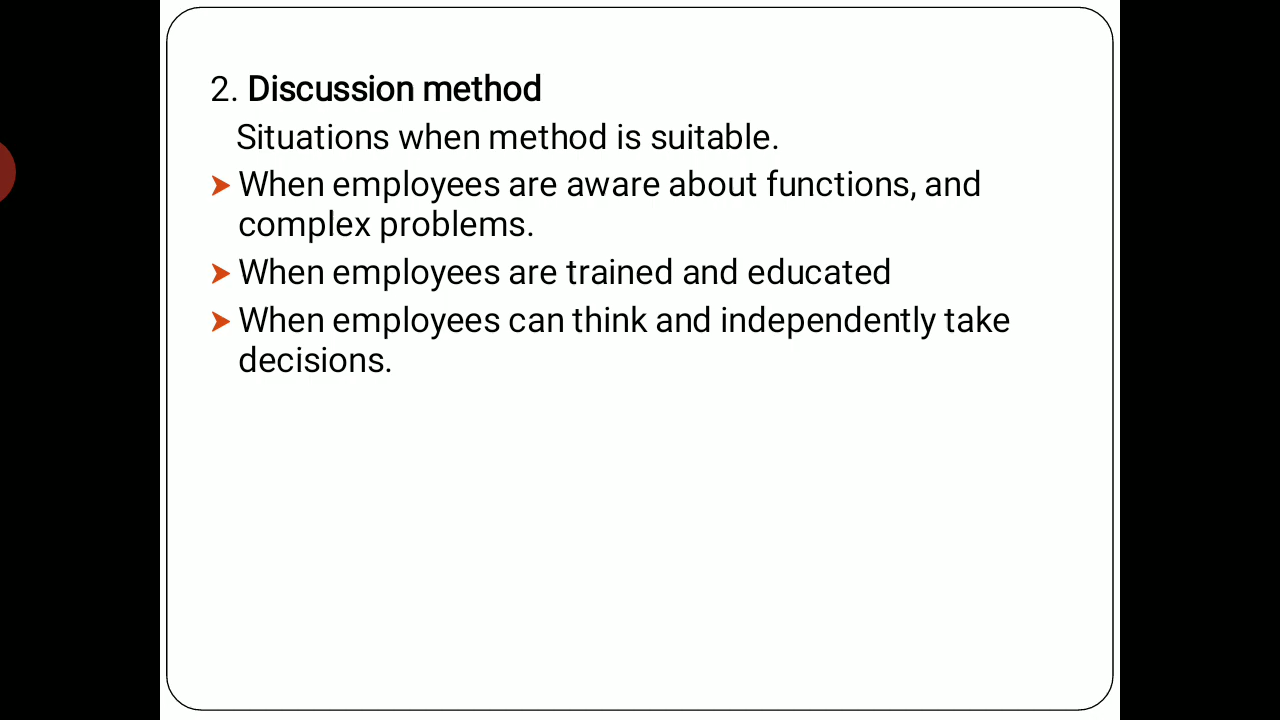 2. Discussion method
Situations when method is suitable.
➤ When employees are aware about functions, and
complex problems.
➤ When employees are trained and educated
➤ When employees can think and independently take
decisions.